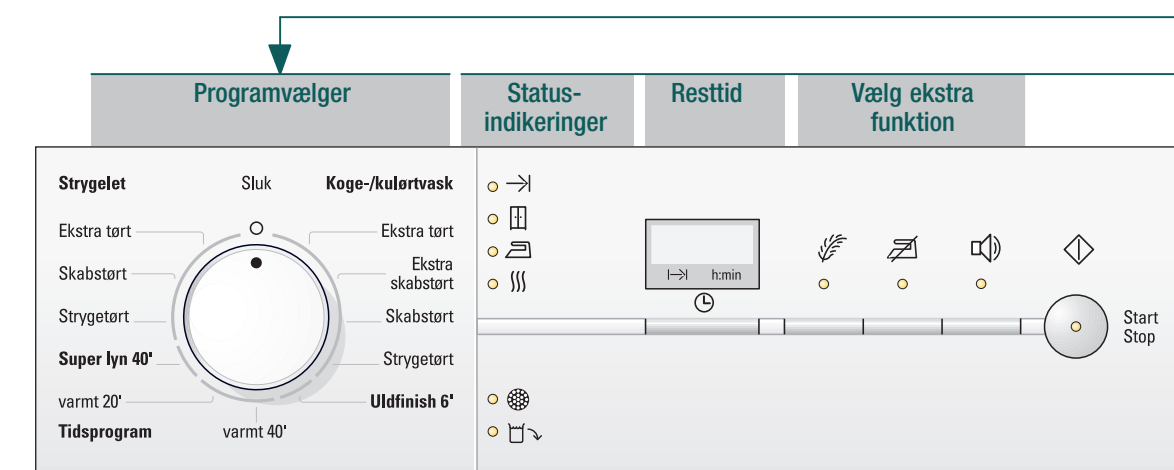 Programvælger
Status-
indikeringer
Resttid
Vælg ekstra
funktion
Strygelet
Sluk
Koge-/kulørtvask
Ekstra tørt
Ekstra tørt
Skabstørt
Ekstra
skabstørt
Strygetørt
Skabstørt
Super lyn 40'
Strygetørt
varmt 20'
Uldfinish 6'
Tidsprogram
varmt 40'
h:min
Start
Stop